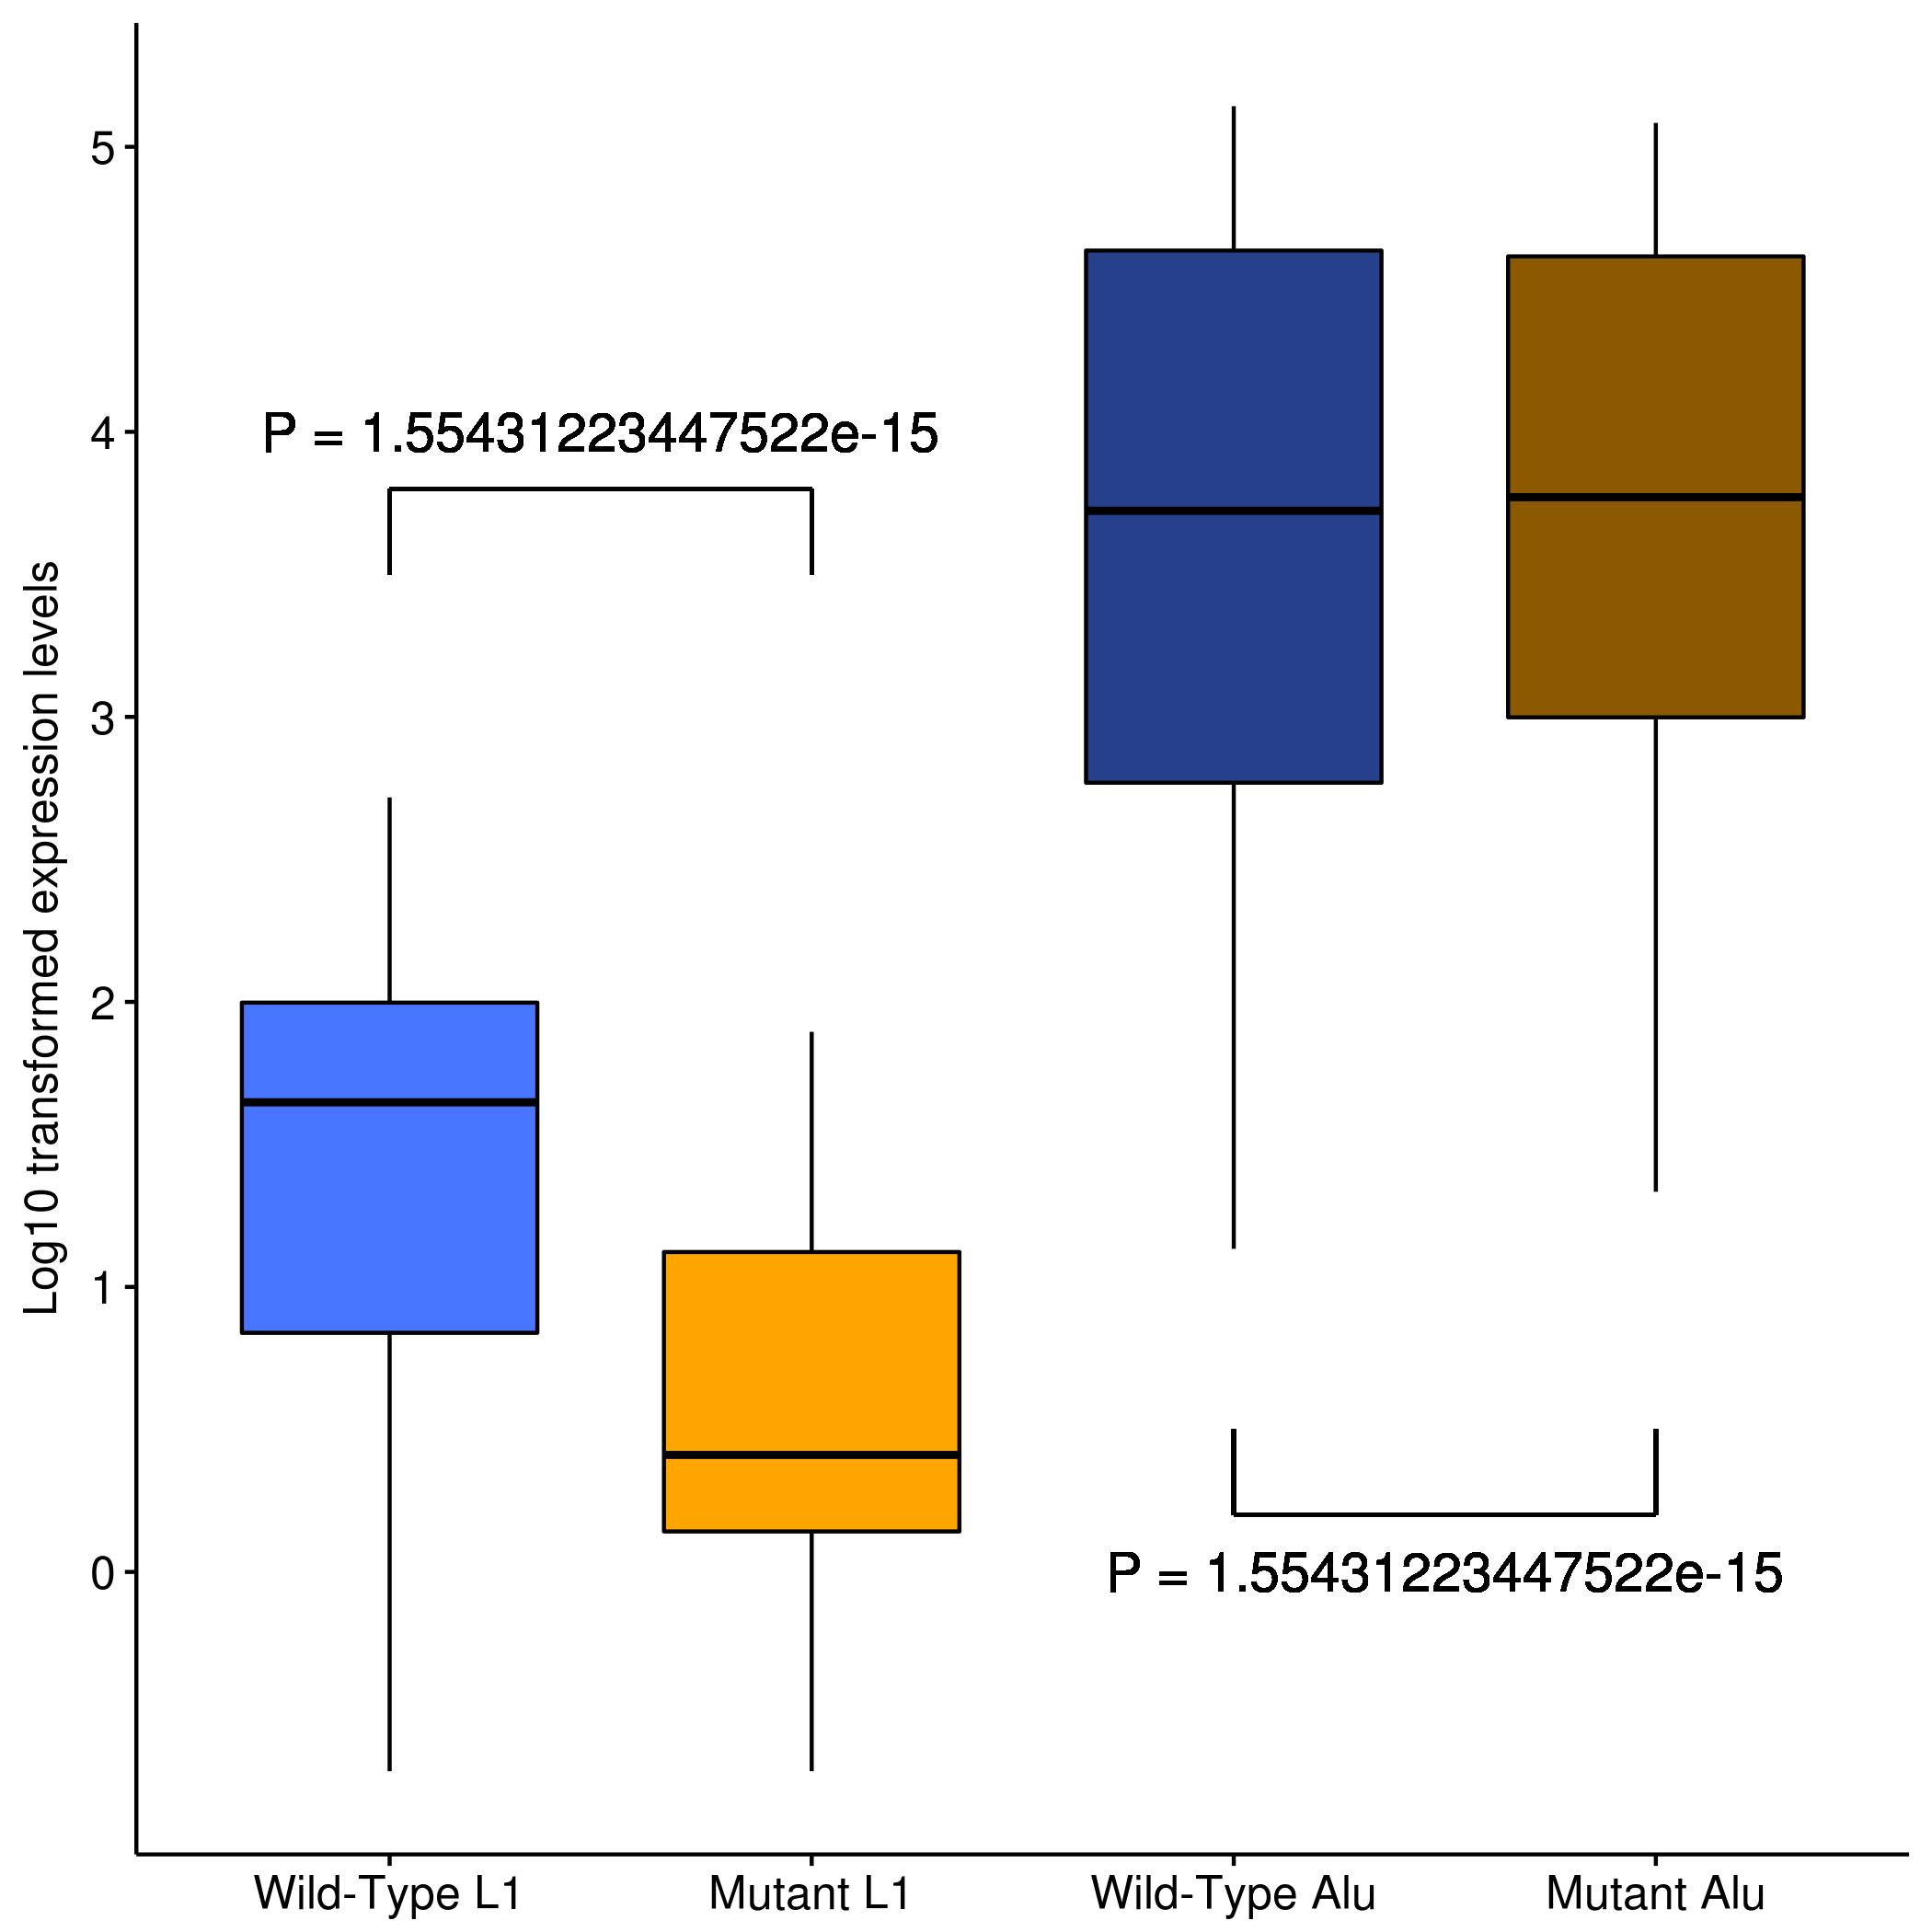 Log10 transformed expression levels
5
4
3
2
1
0
P = 1.55431223447522e-15
P = 1.55431223447522e-15
Wild-Type L1
Mutant L1
Wild-Type Alu
Mutant Alu